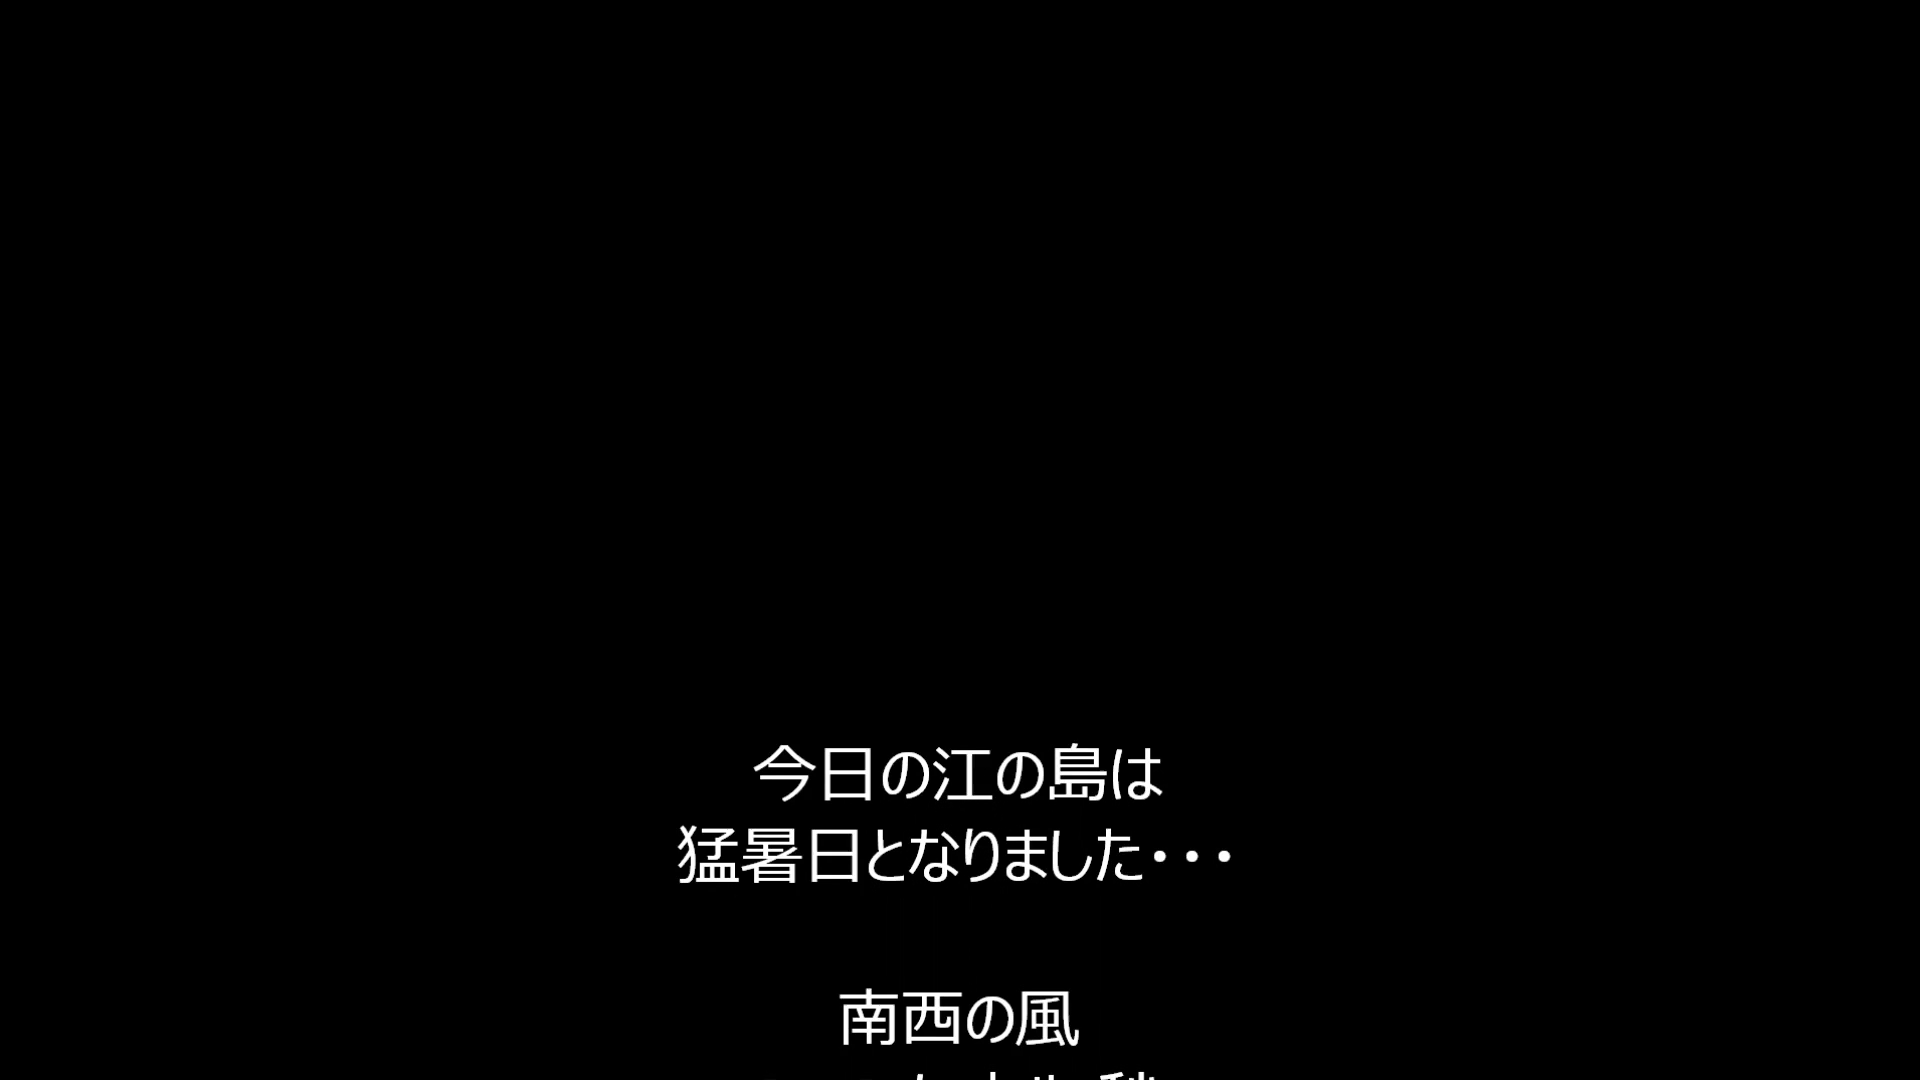 今日の江の島は
猛暑日となりました・・・
南西の風